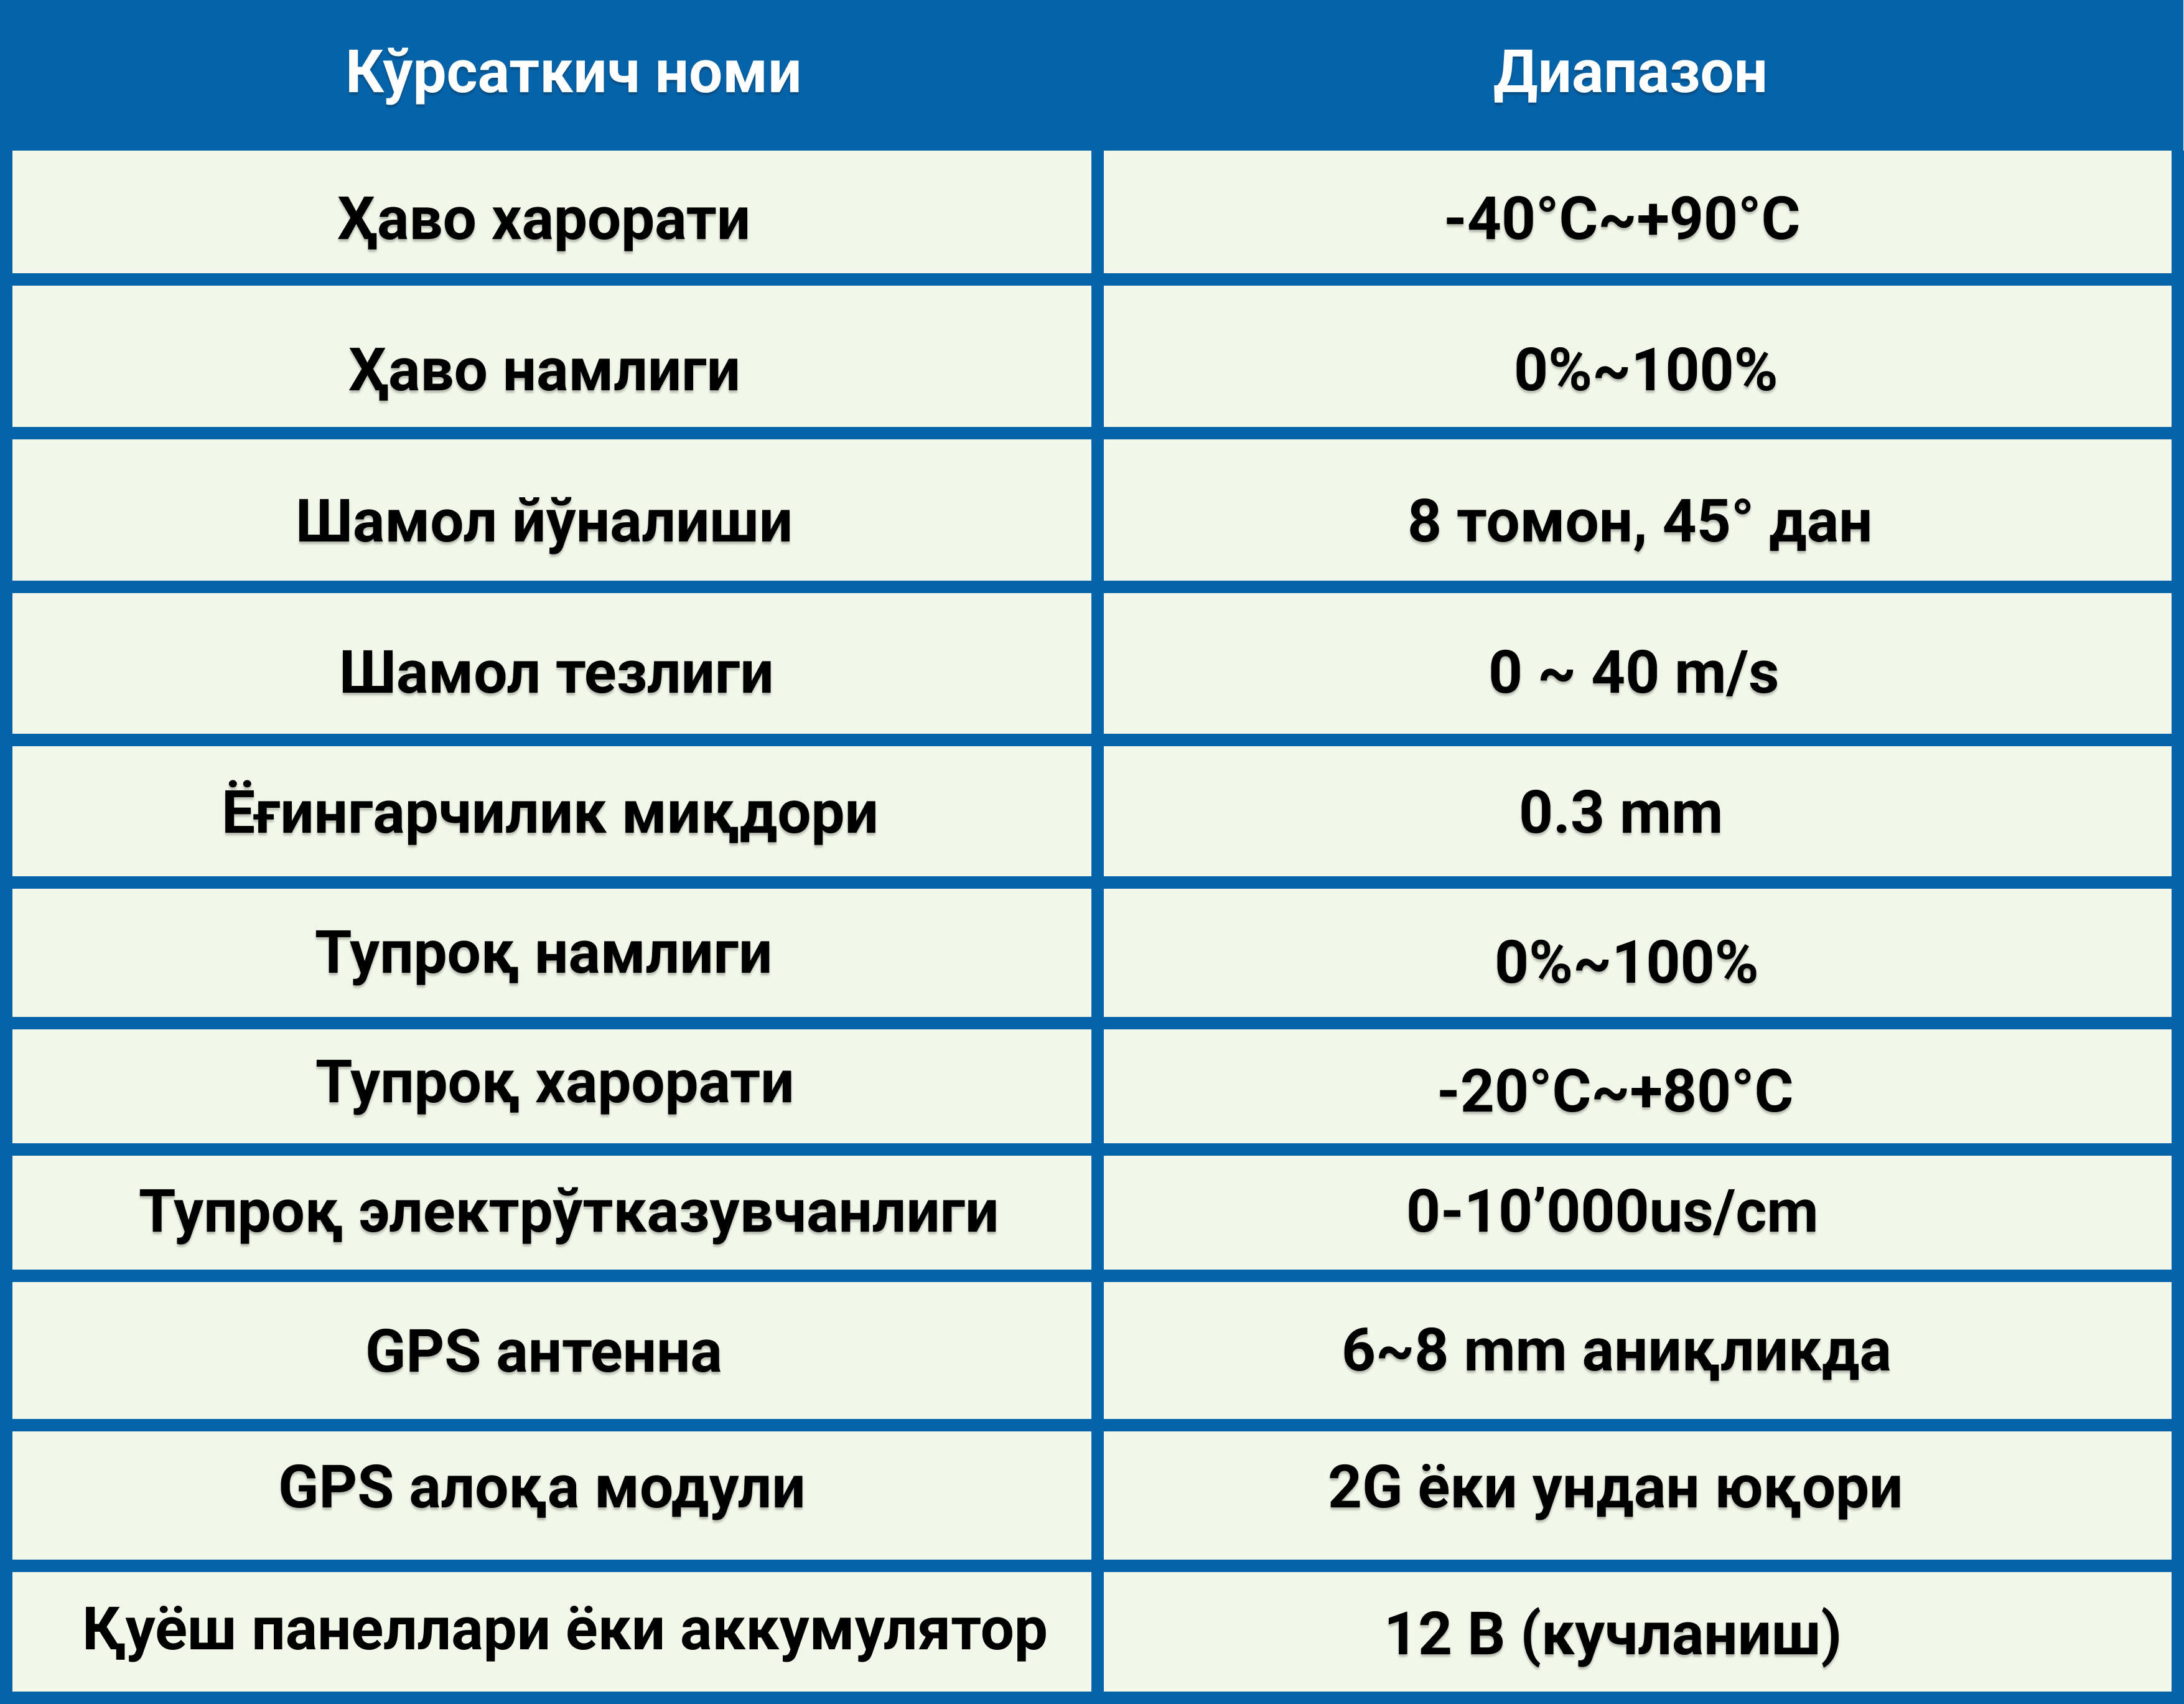 Кўрсаткич номи Диапазон
Ҳаво харорати -40°C~+90°C
Ҳаво намлиги 0%~100%
Шамол йўналиши 8 томон, 45° дан
Шамол тезлиги 0 ~ 40 m/s
Ёғингарчилик миқдори 0.3 mm
Тупроқ намлиги 0%~100%
Тупроқ харорати -20°C~+80°C
Тупроқ электрўтказувчанлиги 0-10’000us/cm
GPS антенна 6~8 mm аниқликда
GPS алоқа модули 2G ёки ундан юқори
Қуёш панеллари ёки аккумулятор 12 В (кучланиш)